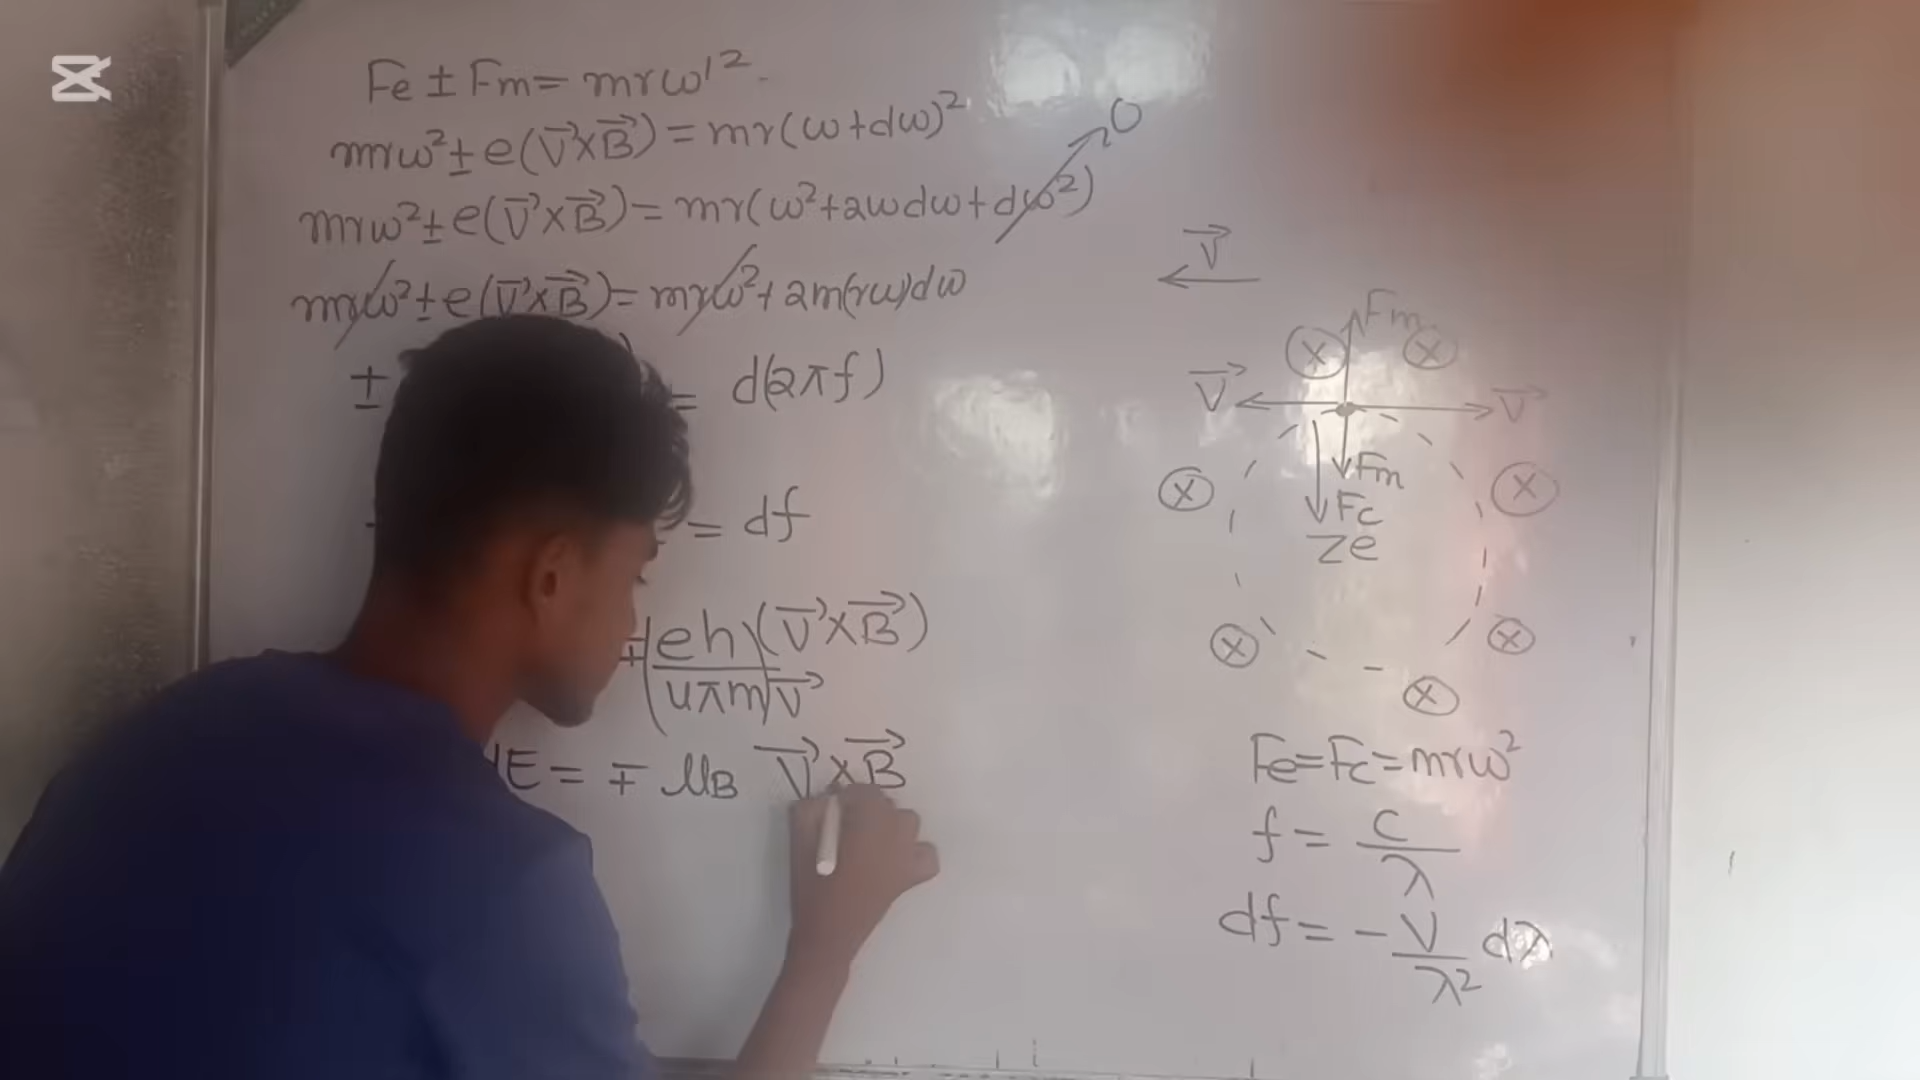 Fe ± Fm = mrω'²
mrω² ± e(V⃗×B⃗) = mr(ω+dω)²
mrω² ± e(V⃗×B⃗) = mr(ω²+2ωdω+dω²) 0
mrω² ± e(V⃗×B⃗) = mrω²+2m(rω)dω
± = d(2πf)
= df
∓(eh/4πm) (V⃗×B⃗)/V⃗
E = ∓ μB V⃗×B⃗
V⃗
Fm
X X
V⃗ V⃗
Fm
X X
Fc
Ze
X X
X
Fe=Fc=mrω²
f = c/λ
df = -V/λ² dλ